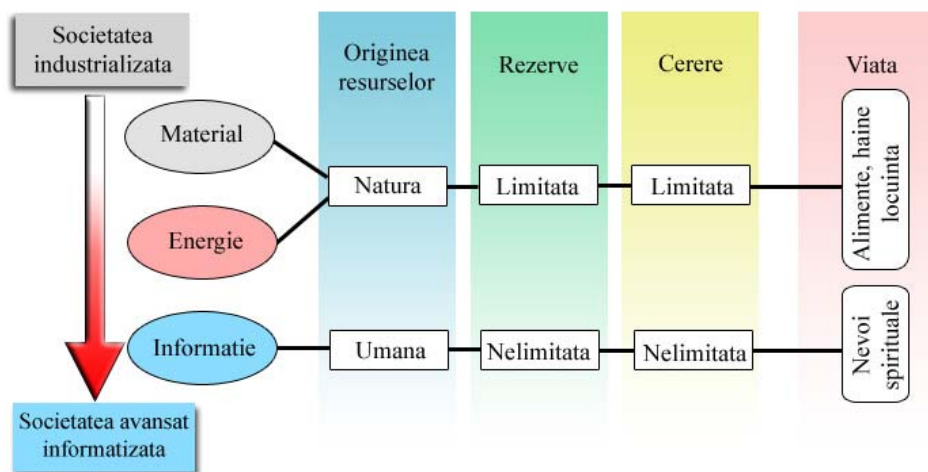 Societatea
industrializata
Originea
resurselor
Rezerve
Cerere
Viata
Material
Energie
Natura
Limitata
Limitata
Alimente, haine
locuinta
Informatie
Umana
Nelimitata
Nelimitata
Nevoi
spirituale
Societatea avansat
informatizata